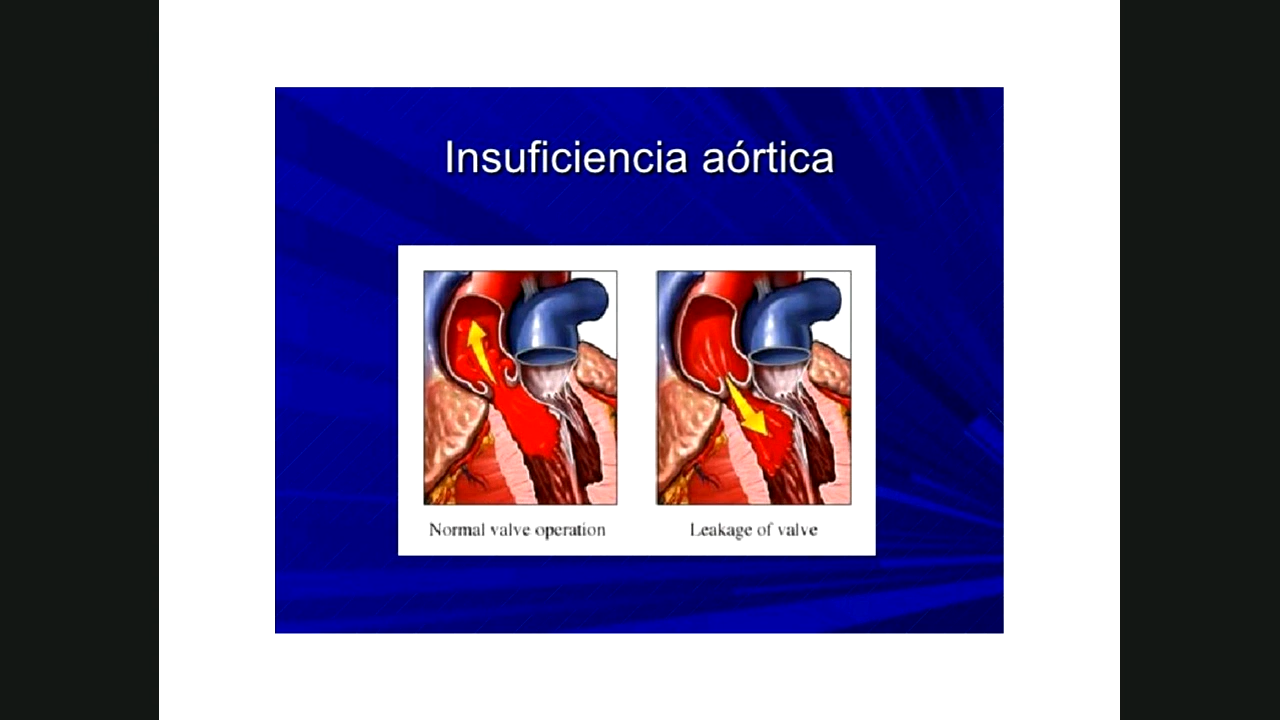 Insuficiencia aórtica
Normal valve operation
Leakage of valve